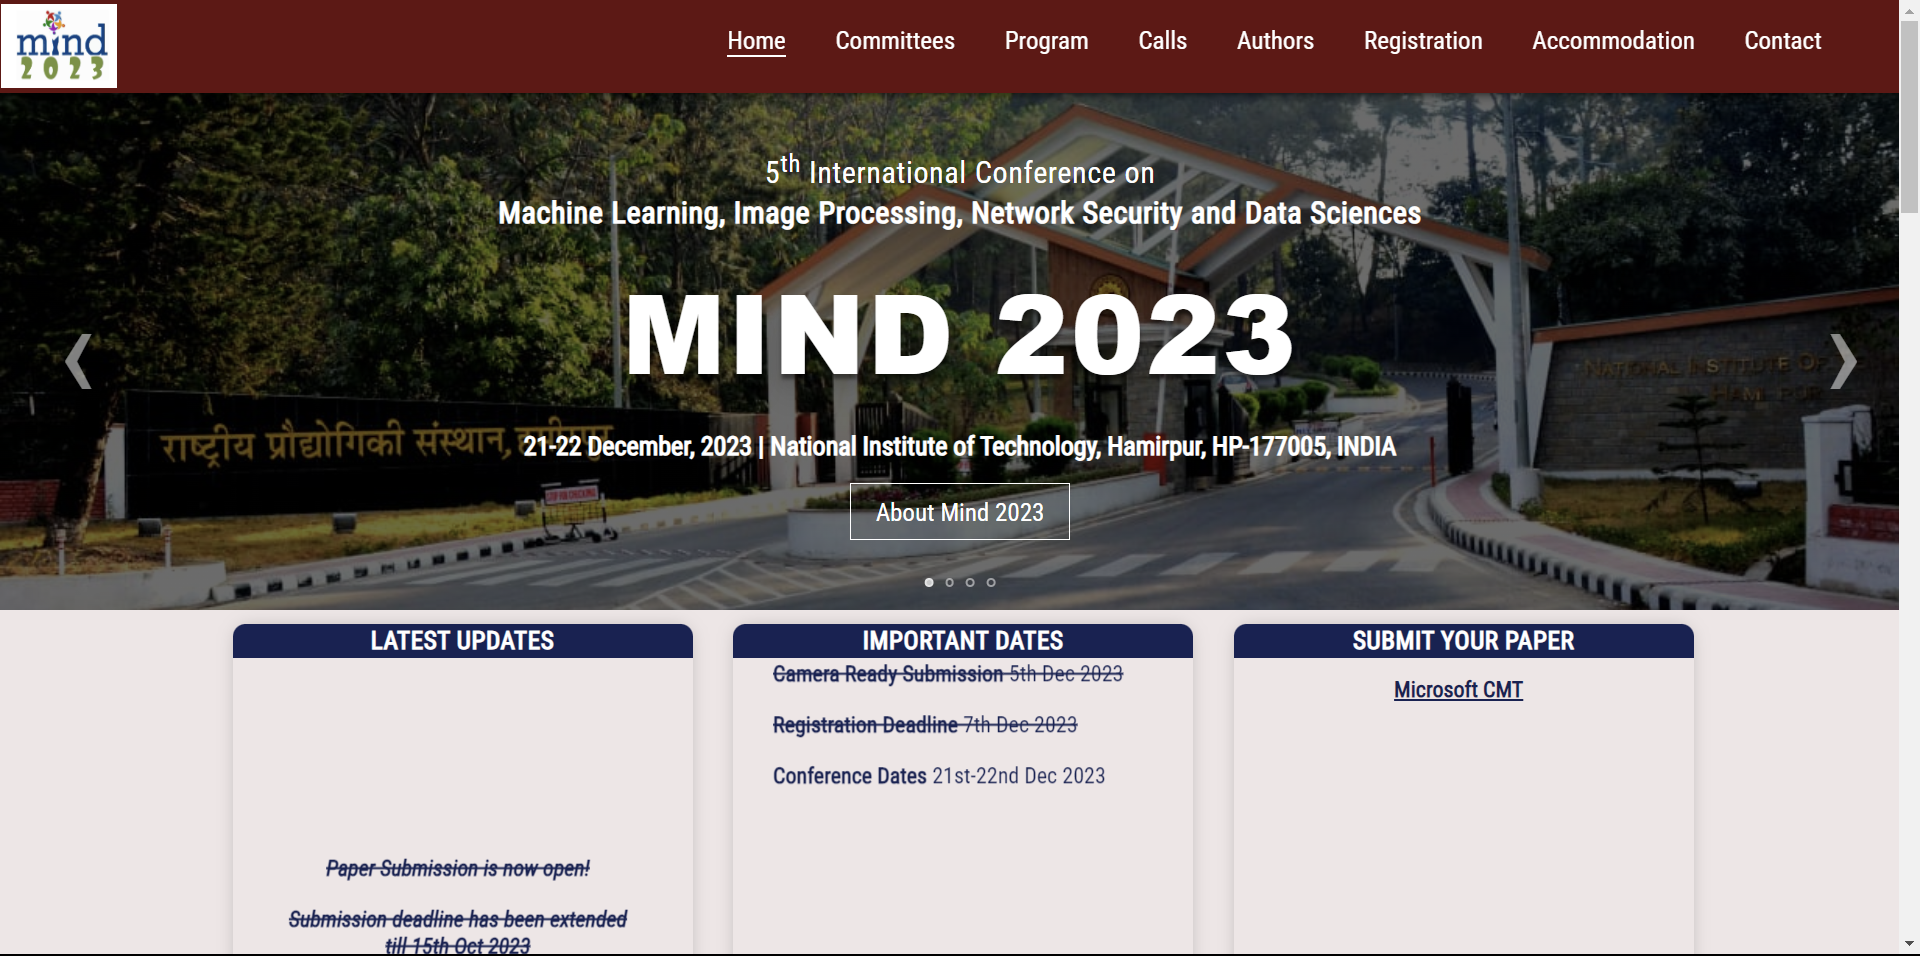 mind
2023
Home Committees Program Calls Authors Registration Accommodation Contact
5th International Conference on
Machine Learning, Image Processing, Network Security and Data Sciences
MIND 2023
राष्ट्रीय प्रौद्योगिकी संस्थान,
NATIONAL INSTITUTE OF
HAMIRPUR
21-22 December, 2023 | National Institute of Technology, Hamirpur, HP-177005, INDIA
STOP FOR CHECKING
About Mind 2023
LATEST UPDATES
Paper Submission is now open!
Submission deadline has been extended
till 15th Oct 2023
IMPORTANT DATES
Camera Ready Submission 5th Dec 2023
Registration Deadline 7th Dec 2023
Conference Dates 21st-22nd Dec 2023
SUBMIT YOUR PAPER
Microsoft CMT